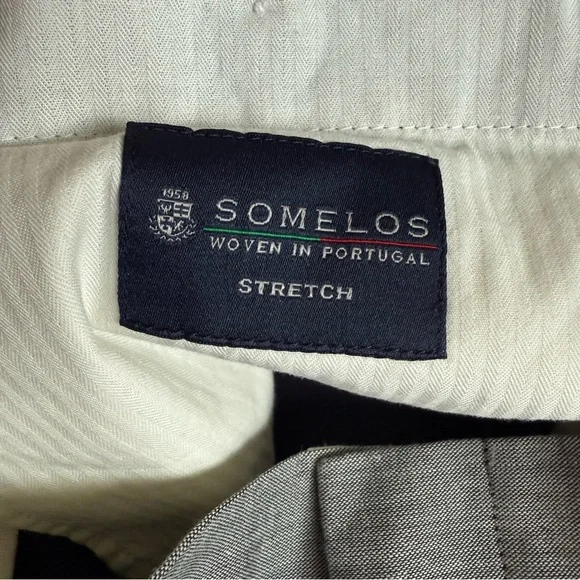 1958
SOMELOS
WOVEN IN PORTUGAL
STRETCH